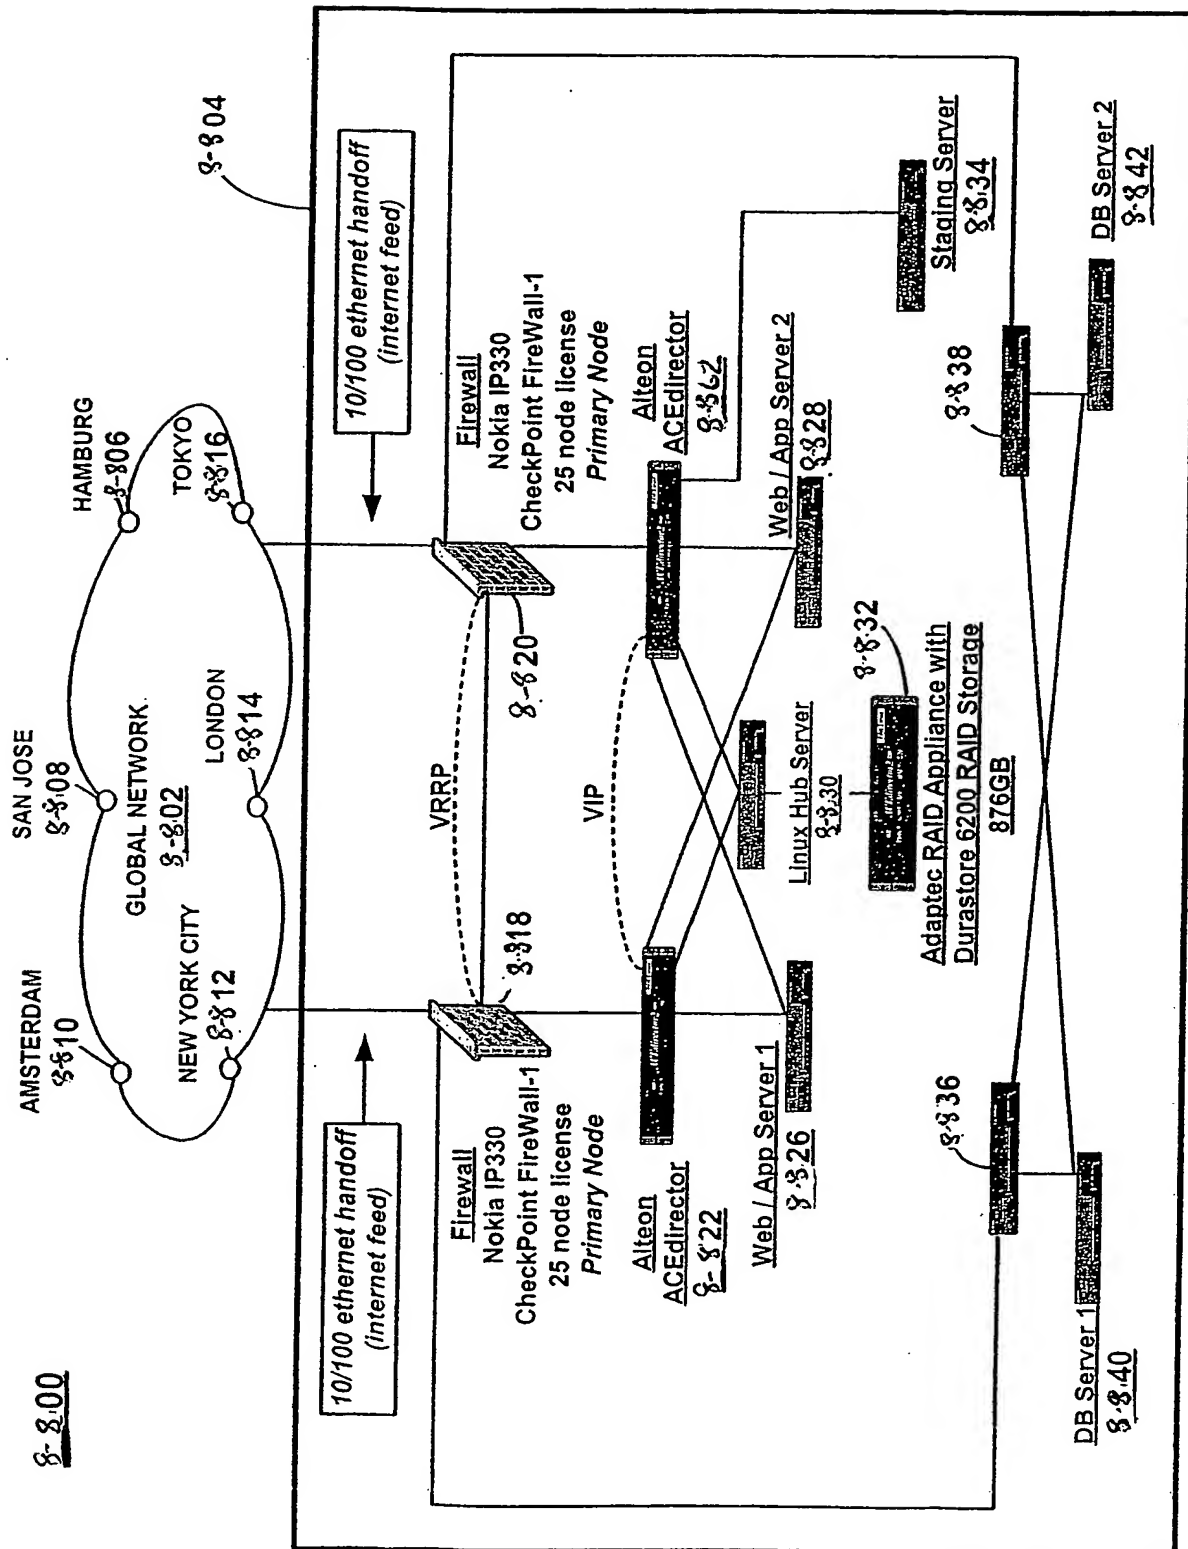 8-800
AMSTERDAM
8-810
SAN JOSE
8-808
HAMBURG
8-806
GLOBAL NETWORK
8-802
NEW YORK CITY
8-812
LONDON
8-814
TOKYO
8-816
8-804
10/100 ethernet handoff
(internet feed)
10/100 ethernet handoff
(internet feed)
VRRP
8-818
8-820
Firewall
Nokia IP330
CheckPoint FireWall-1
25 node license
Primary Node
Firewall
Nokia IP330
CheckPoint FireWall-1
25 node license
Primary Node
VIP
Alteon
ACEdirector
8-822
Alteon
ACEdirector
8-862
Web / App Server 1
8-826
Web / App Server 2
8-828
Linux Hub Server
8-830
8-832
Adaptec RAID Appliance with
Durastore 6200 RAID Storage
876GB
Staging Server
8-834
8-836
8-838
DB Server 1
8-840
DB Server 2
8-842